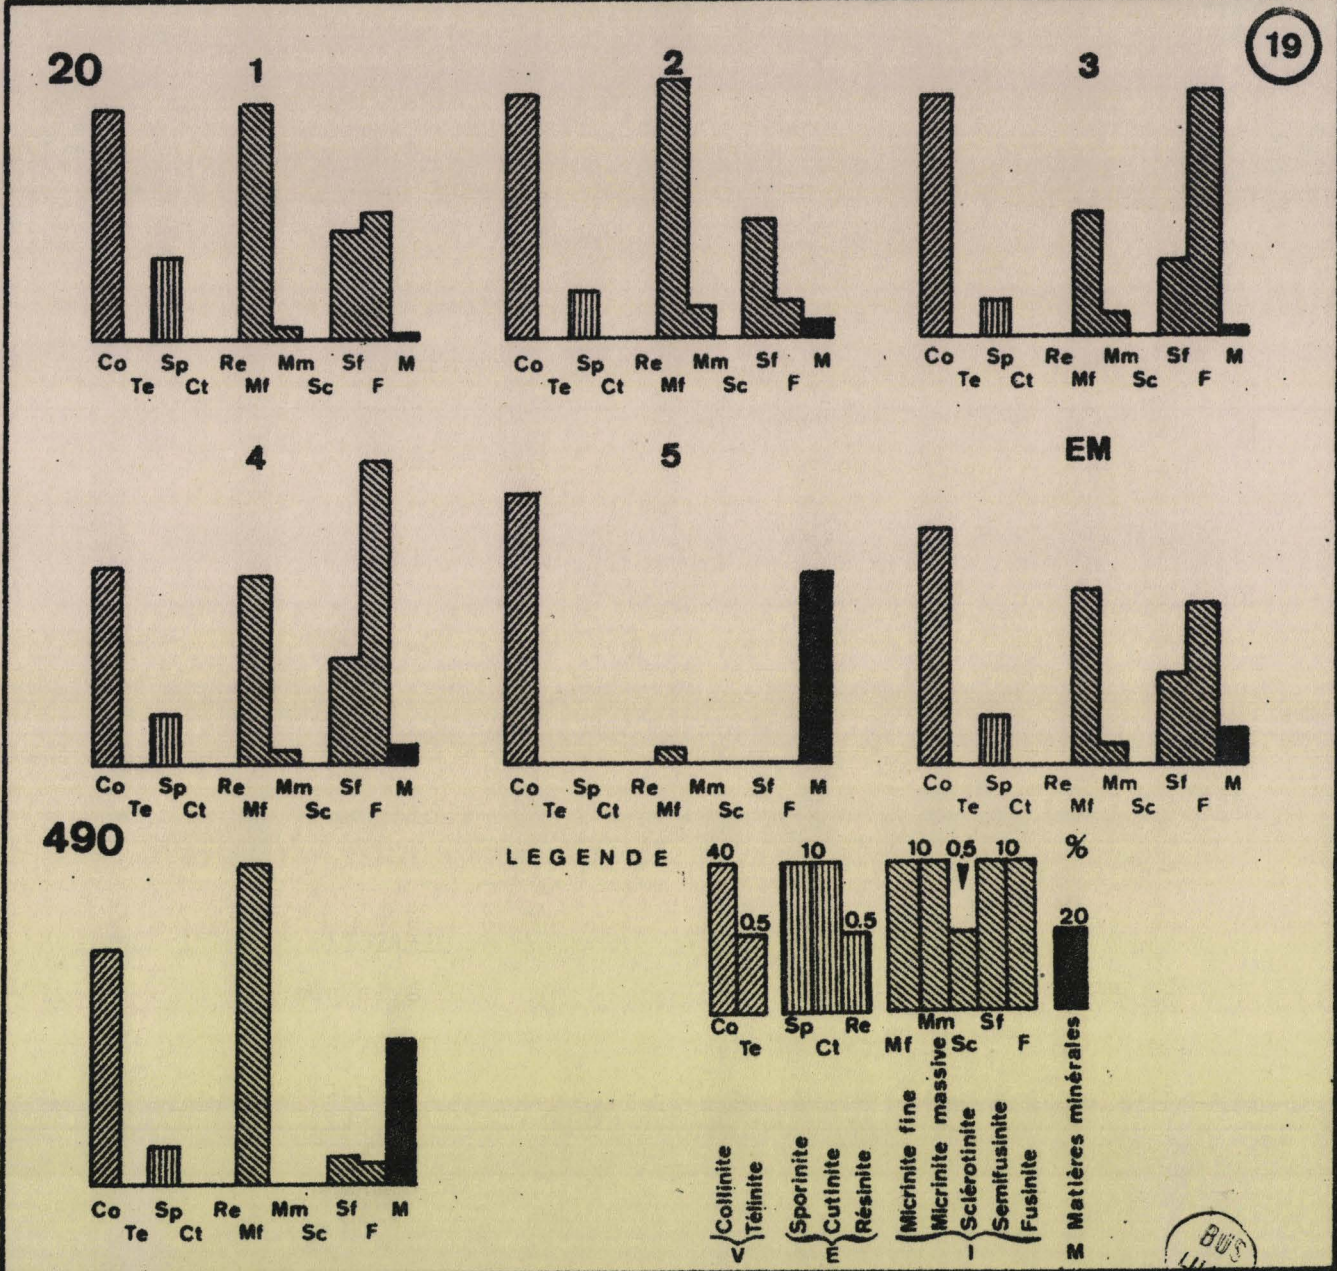 19
20 1 2 3
Co Sp Re Mm Sf M
Te Ct Mf Sc F
Co Sp Re Mm Sf M
Te Ct Mf Sc F
Co Sp Re Mm Sf M
Te Ct Mf Sc F
4 5 EM
Co Sp Re Mm Sf M
Te Ct Mf Sc F
Co Sp Re Mm Sf M
Te Ct Mf Sc F
Co Sp Re Mm Sf M
Te Ct Mf Sc F
490
Co Sp Re Mm Sf M
Te Ct Mf Sc F
LEGENDE
40 10 10 0.5 10 %
0.5 0.5 20
Co Sp Re Mm Sf
Te Ct Mf Sc F
Collinite
Télinite
V
Sporinite
Cutinite
Résinite
E
Micrinite fine
Micrinite massive
Sclérotinite
Semifusinite
Fusinite
I
Matières minérales
M
BUS